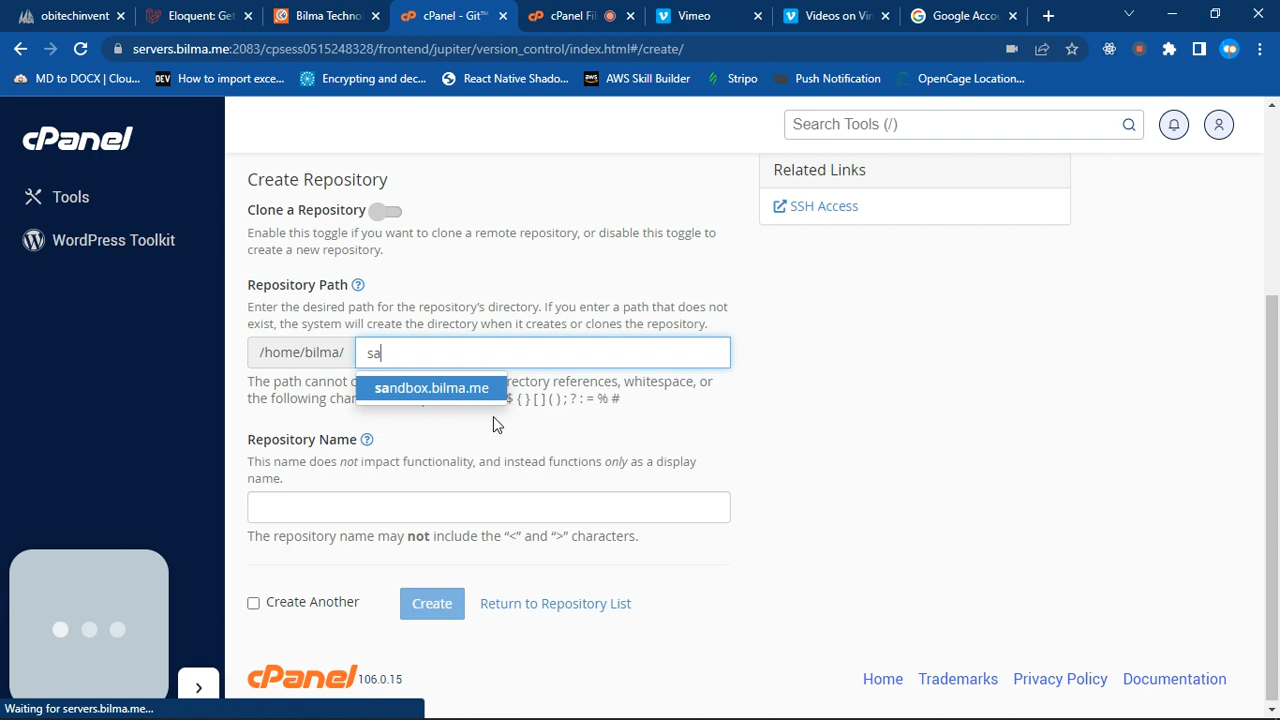 obitechinvent
Eloquent: Get
Bilma Techno
cPanel - Git™
cPanel Fil
Vimeo
Videos on Vin
Google Accou
servers.bilma.me:2083/cpsess0515248328/frontend/jupiter/version_control/index.html#/create/
MD to DOCX | Clou...
How to import exce...
Encrypting and dec...
React Native Shado...
AWS Skill Builder
Stripo
Push Notification
OpenCage Location...
cPanel
Search Tools (/)
Tools
WordPress Toolkit
Create Repository
Clone a Repository
Enable this toggle if you want to clone a remote repository, or disable this toggle to
create a new repository.
Repository Path
Enter the desired path for the repository's directory. If you enter a path that does not
exist, the system will create the directory when it creates or clones the repository.
/home/bilma/
sa
sandbox.bilma.me
The path cannot rectory references, whitespace, or
the following char $ { } [ ] ( ) ; ? : = % #
Repository Name
This name does not impact functionality, and instead functions only as a display
name.
The repository name may not include the “<” and “>” characters.
Create Another
Create
Return to Repository List
Related Links
SSH Access
cPanel 106.0.15
Home
Trademarks
Privacy Policy
Documentation
Waiting for servers.bilma.me...